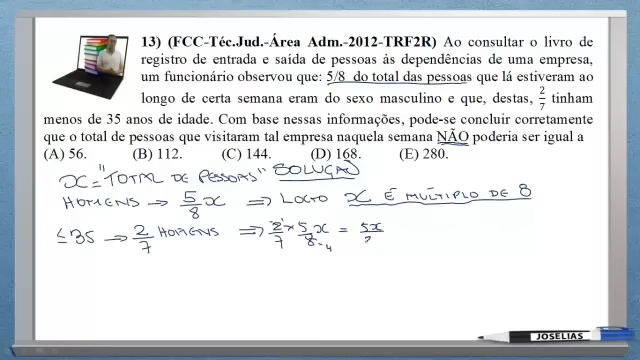 13) (FCC-Téc.Jud.-Área Adm.-2012-TRF2R) Ao consultar o livro de
registro de entrada e saída de pessoas às dependências de uma empresa,
um funcionário observou que: 5/8 do total das pessoas que lá estiveram ao
longo de certa semana eram do sexo masculino e que, destas, 2/7 tinham
menos de 35 anos de idade. Com base nessas informações, pode-se concluir corretamente
que o total de pessoas que visitaram tal empresa naquela semana NÃO poderia ser igual a
(A) 56. (B) 112. (C) 144. (D) 168. (E) 280.
X = "TOTAL DE PESSOAS" SOLUÇÃO
HOMENS → 5/8 X ⇒ LOGO X É MÚLTIPLO DE 8
≤ 35 → 2/7 HOMENS ⇒ 2/7 × 5/8 X = 5X
JOSELIAS